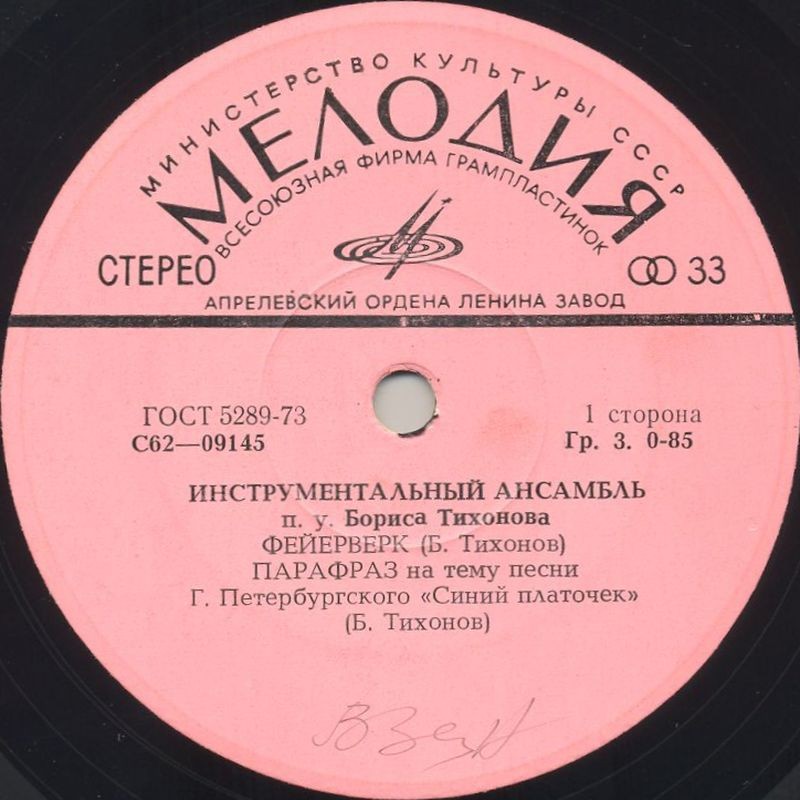 МИНИСТЕРСТВО КУЛЬТУРЫ СССР
МЕЛОДИЯ
ВСЕСОЮЗНАЯ ФИРМА ГРАМПЛАСТИНОК
СТЕРЕО
33
АПРЕЛЕВСКИЙ ОРДЕНА ЛЕНИНА ЗАВОД
ГОСТ 5289-73
1 сторона
С62—09145
Гр. 3. 0-85
ИНСТРУМЕНТАЛЬНЫЙ АНСАМБЛЬ
п. у. Бориса Тихонова
ФЕЙЕРВЕРК (Б. Тихонов)
ПАРАФРАЗ на тему песни
Г. Петербургского «Синий платочек»
(Б. Тихонов)